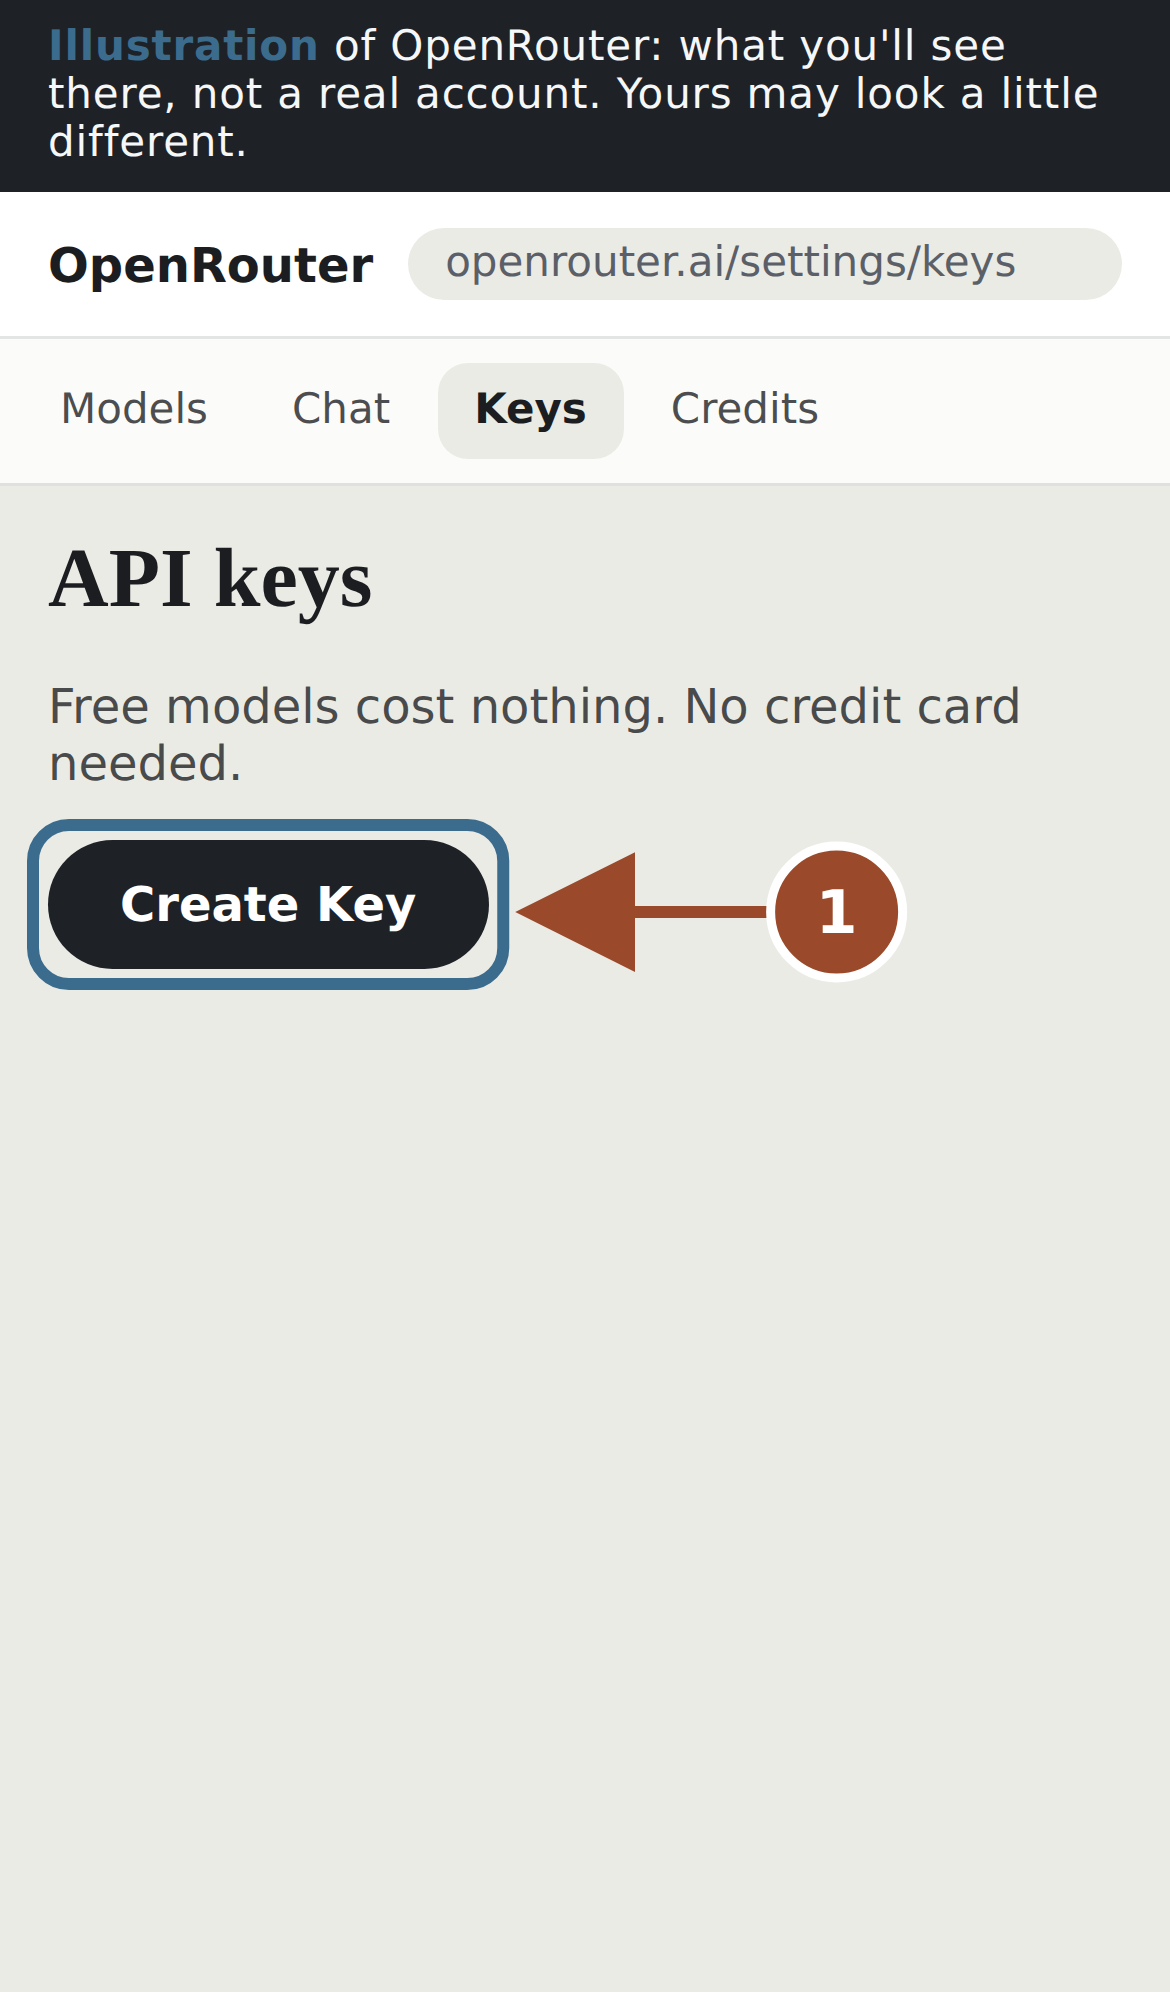 Illustration of OpenRouter: what you'll see
there, not a real account. Yours may look a little
different.
OpenRouter openrouter.ai/settings/keys
Models Chat Keys Credits
API keys
Free models cost nothing. No credit card
needed.
Create Key 1